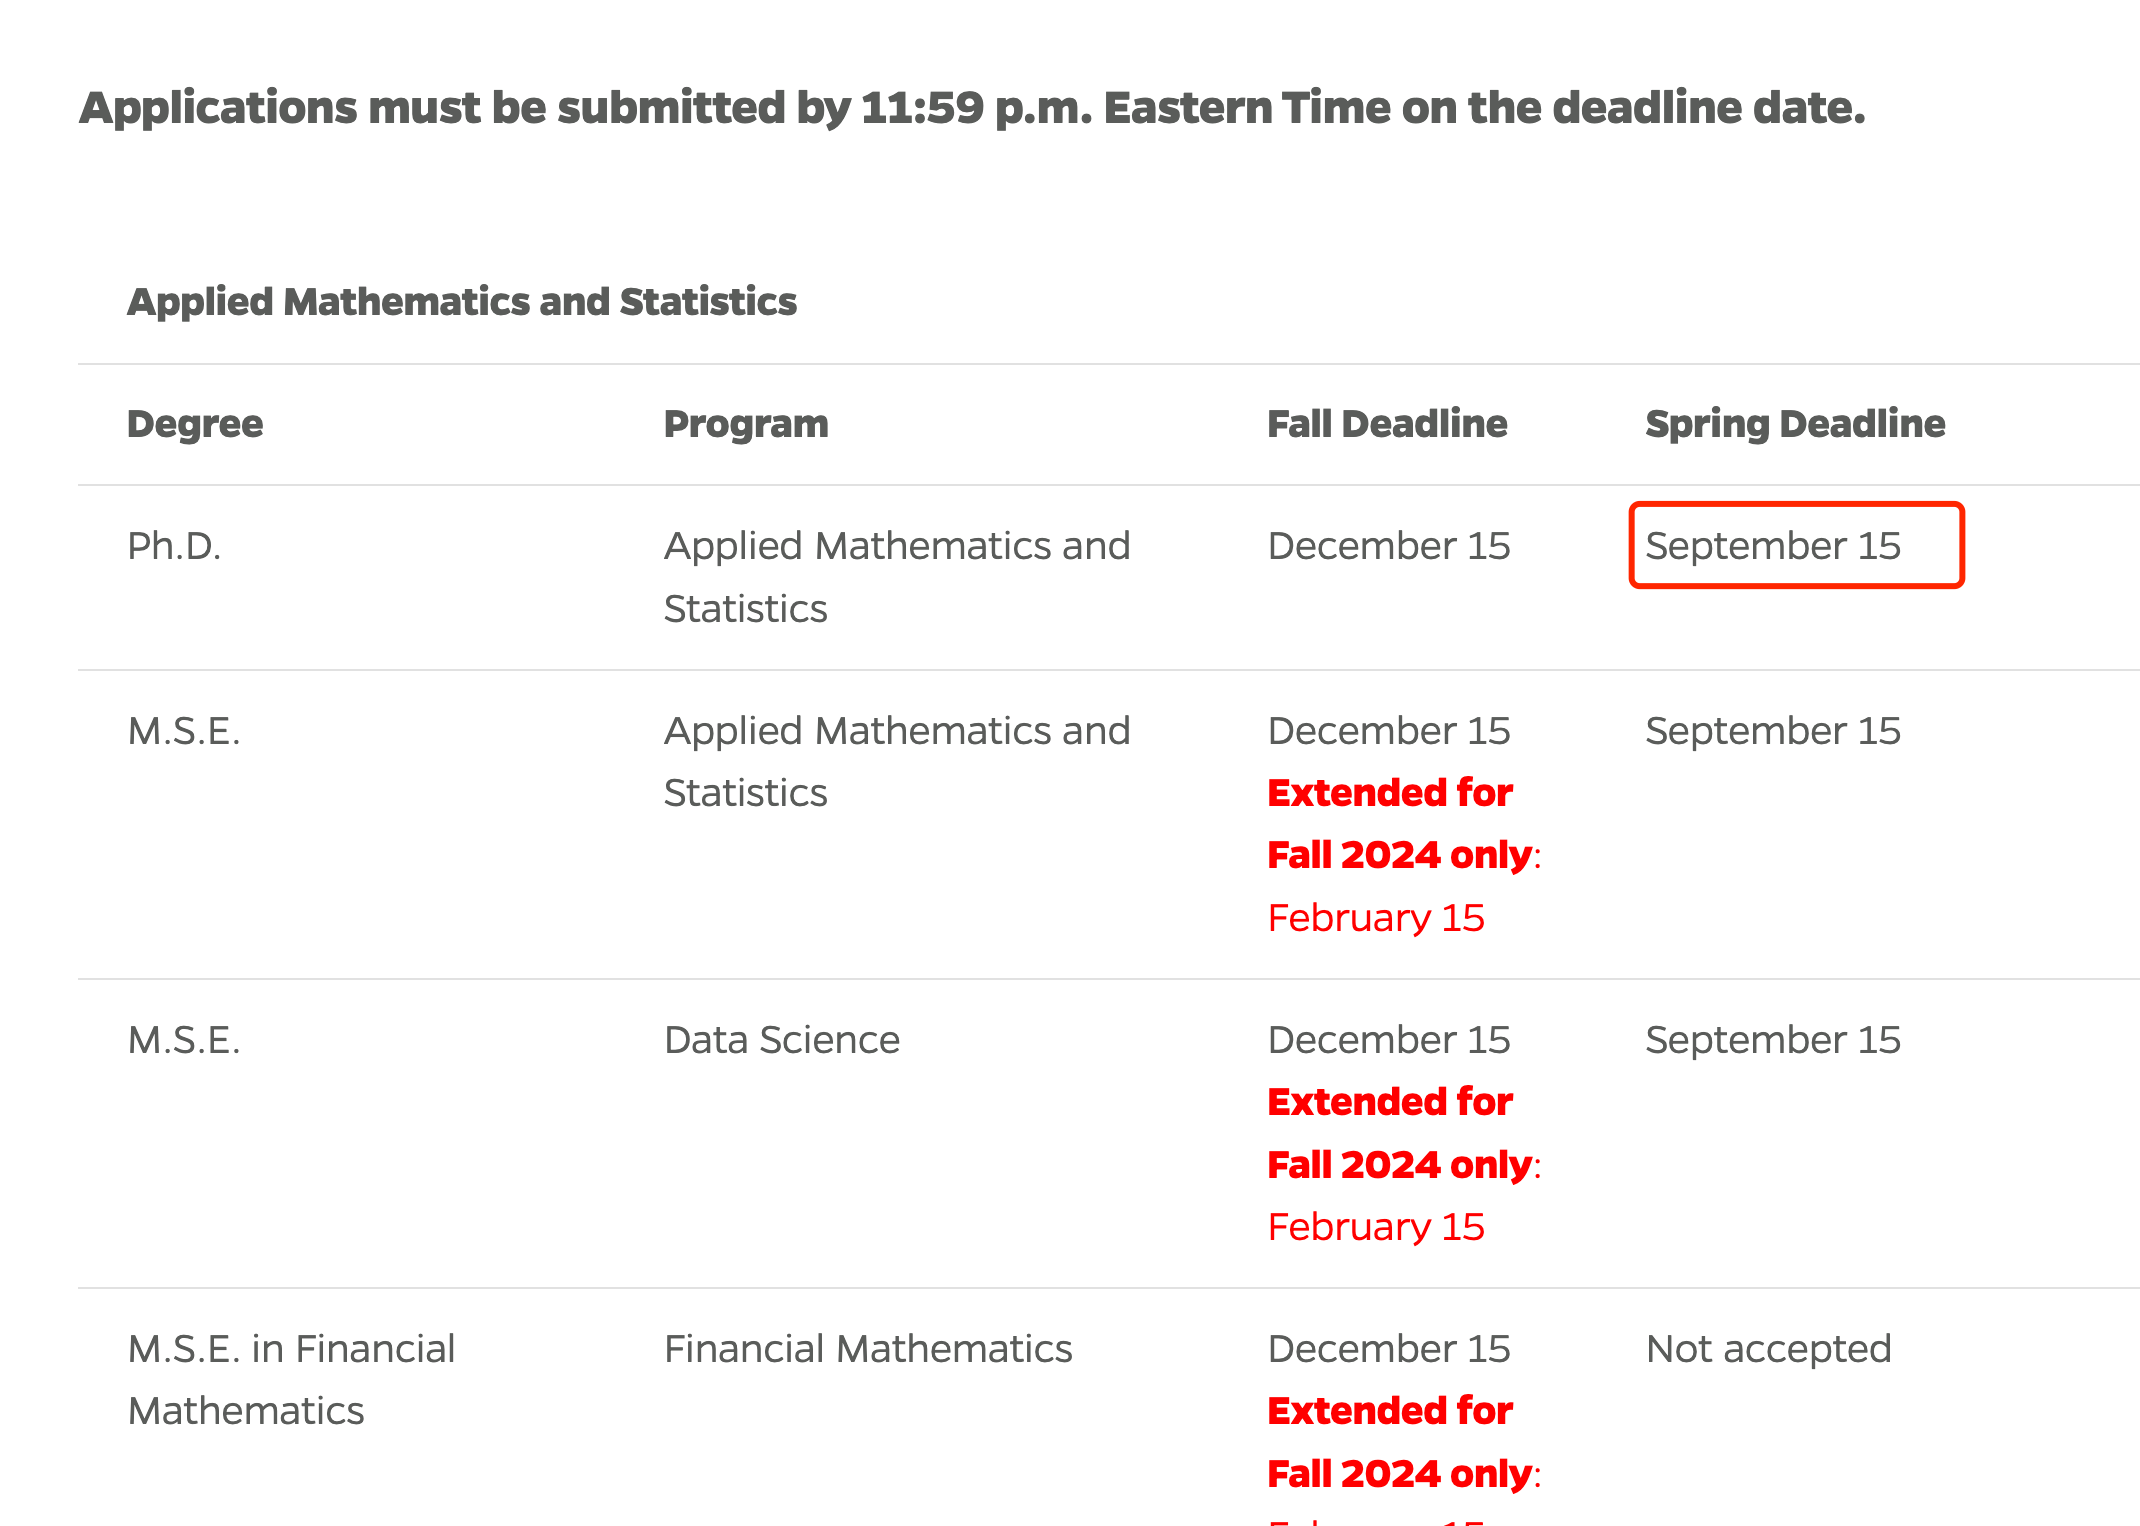 Applications must be submitted by 11:59 p.m. Eastern Time on the deadline date.
Applied Mathematics and Statistics
Degree Program Fall Deadline Spring Deadline
Ph.D. Applied Mathematics and December 15 September 15
Statistics
M.S.E. Applied Mathematics and December 15 September 15
Statistics Extended for
Fall 2024 only:
February 15
M.S.E. Data Science December 15 September 15
Extended for
Fall 2024 only:
February 15
M.S.E. in Financial Financial Mathematics December 15 Not accepted
Mathematics Extended for
Fall 2024 only: